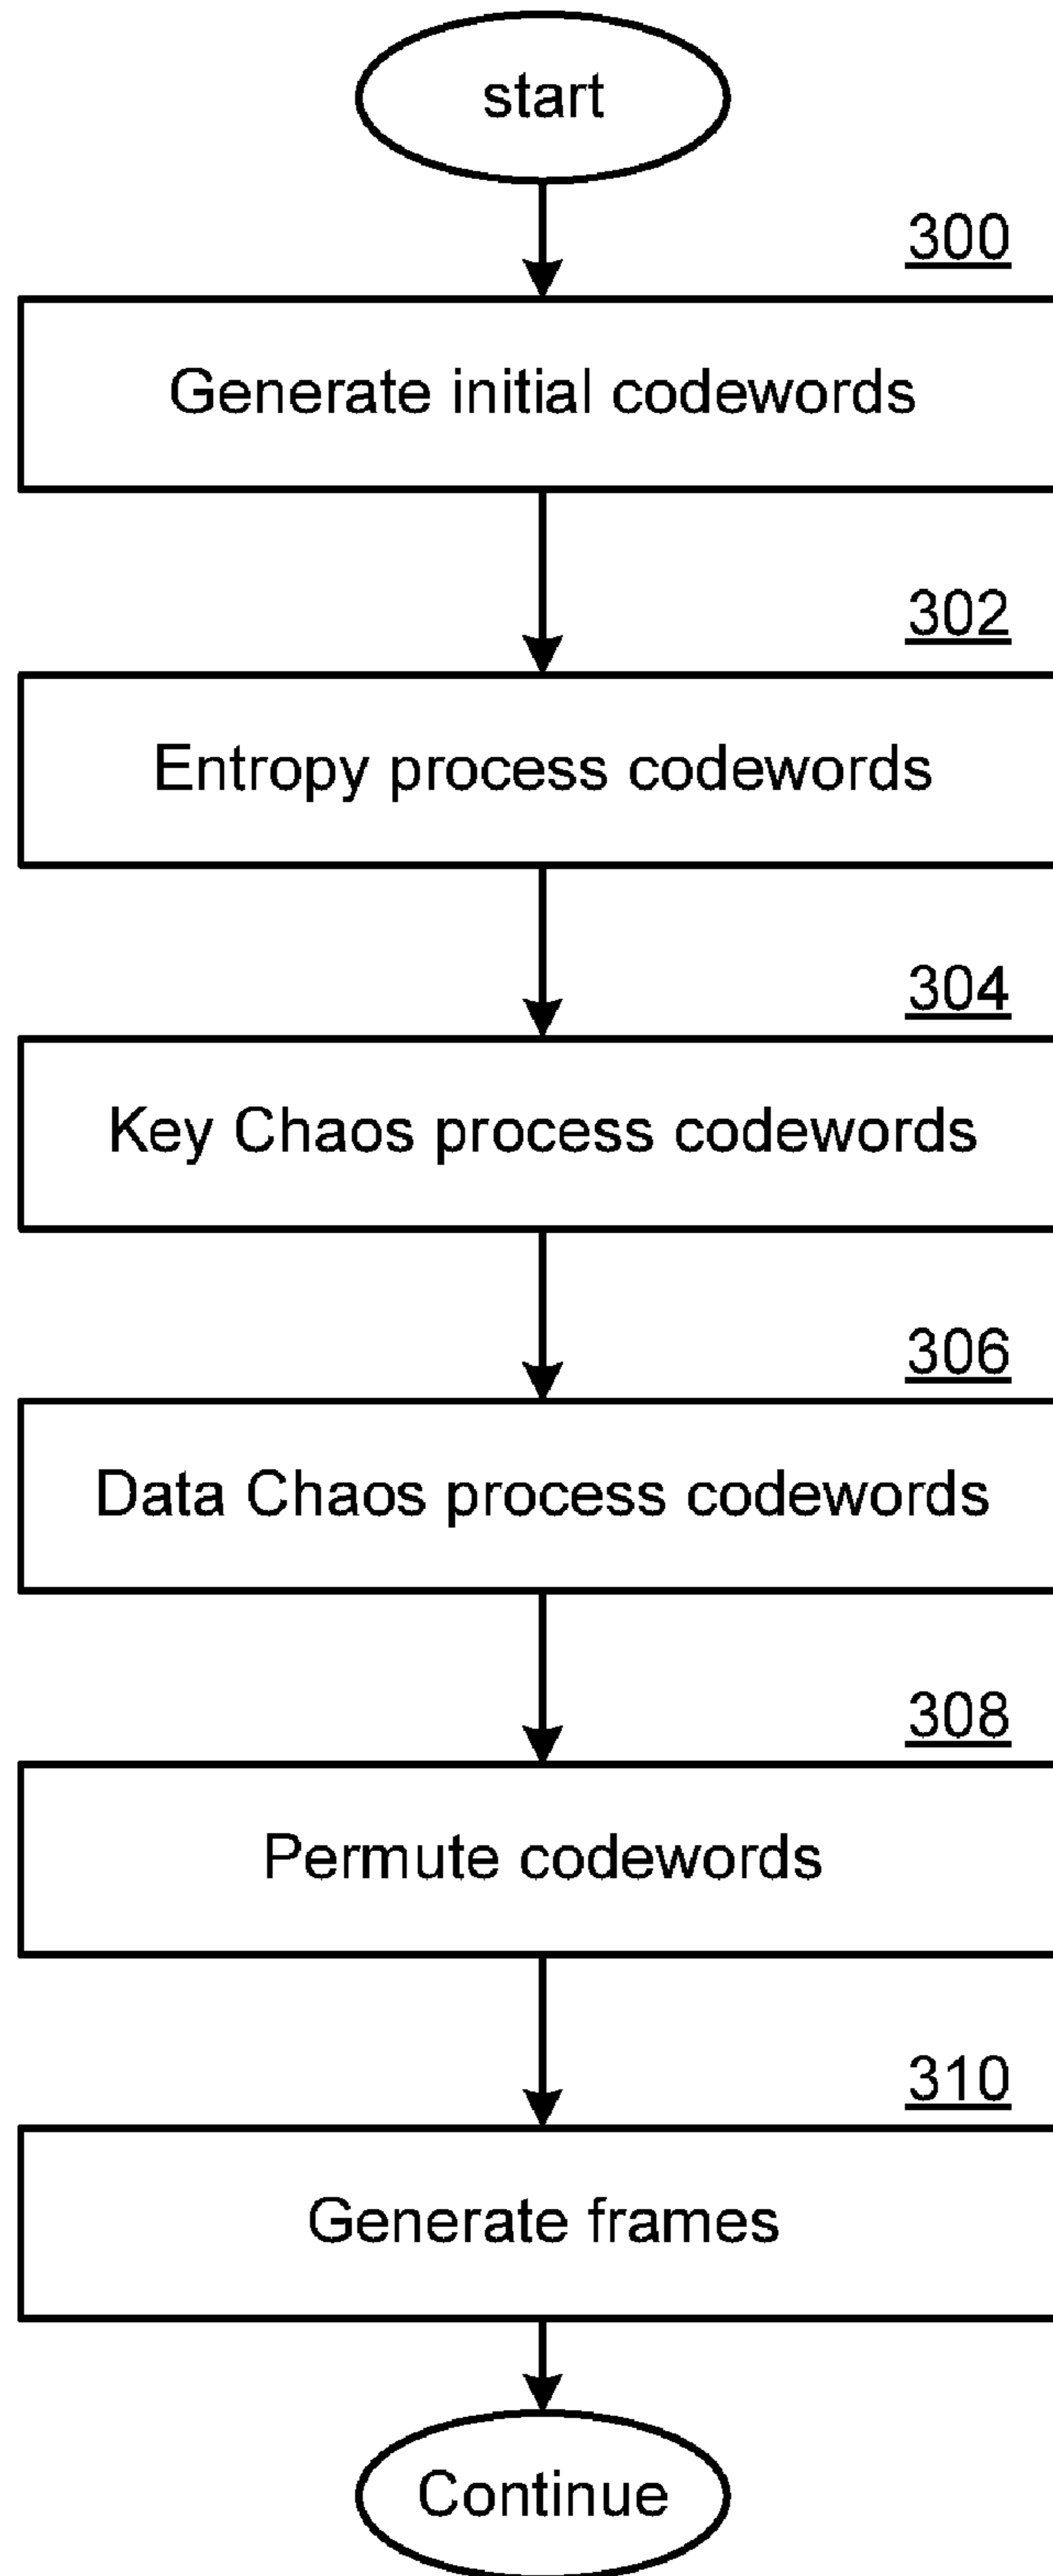 start
300
Generate initial codewords
302
Entropy process codewords
304
Key Chaos process codewords
306
Data Chaos process codewords
308
Permute codewords
310
Generate frames
Continue